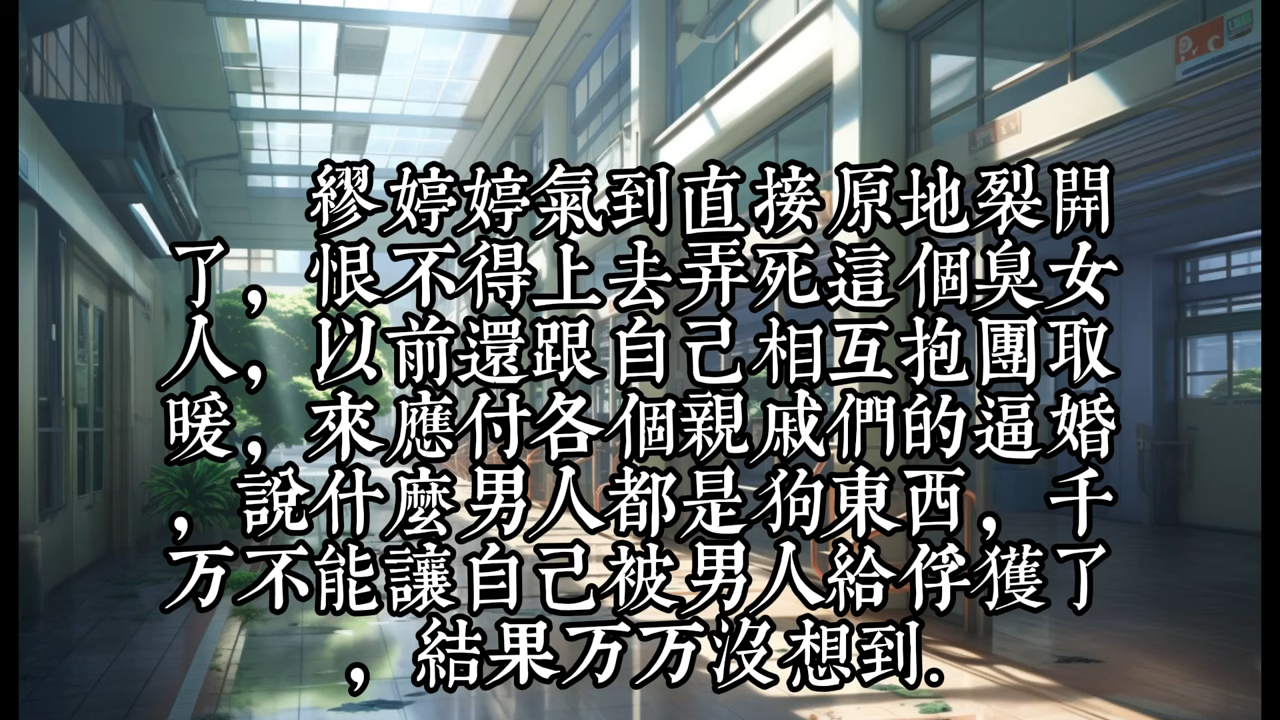 繆婷婷氣到直接原地裂開
了，恨不得上去弄死這個臭女
人，以前還跟自己相互抱團取
暖，來應付各個親戚們的逼婚
，說什麼男人都是狗東西，千
万不能讓自己被男人給俘獲了
，結果万万沒想到.